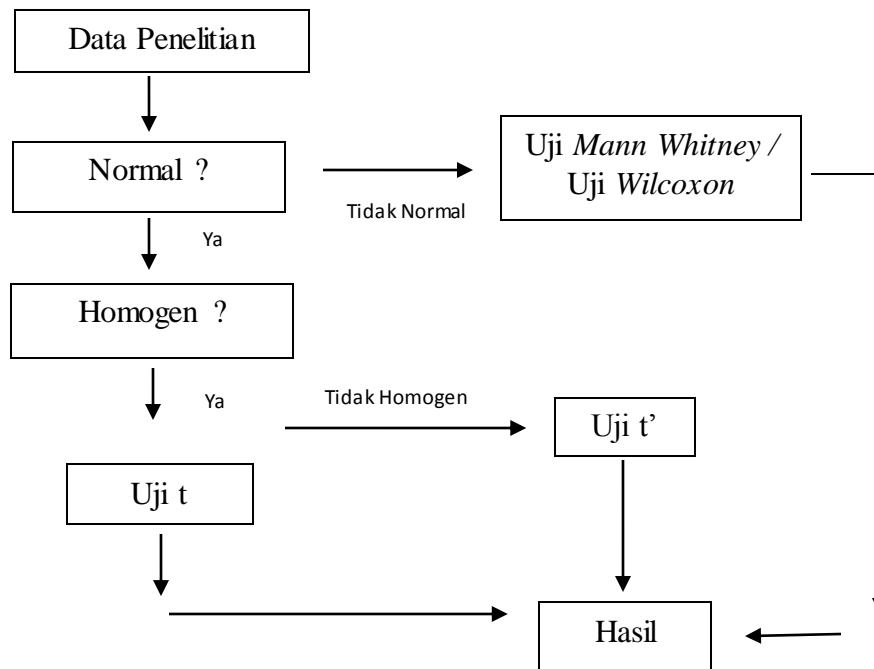 Data Penelitian
Normal ?
Tidak Normal
Uji Mann Whitney /
Uji Wilcoxon
Ya
Homogen ?
Ya
Tidak Homogen
Uji t’
Uji t
Hasil